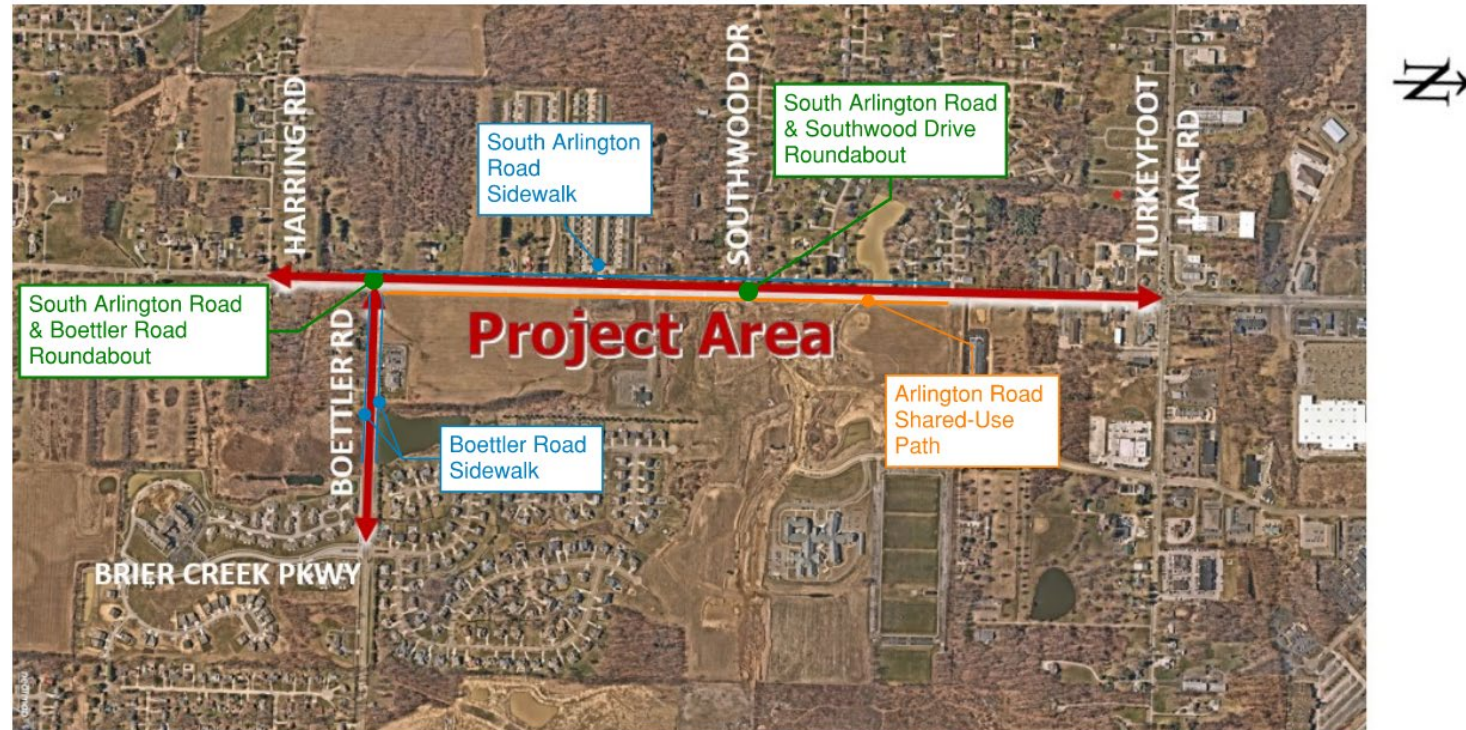 HARRING RD
SOUTHWOOD DR
TURKEYFOOT
LAKE RD
South Arlington
Road
Sidewalk
South Arlington Road
& Southwood Drive
Roundabout
South Arlington Road
& Boettler Road
Roundabout
Project Area
BOETTLER RD
Arlington Road
Shared-Use
Path
Boettler Road
Sidewalk
BRIER CREEK PKWY
N